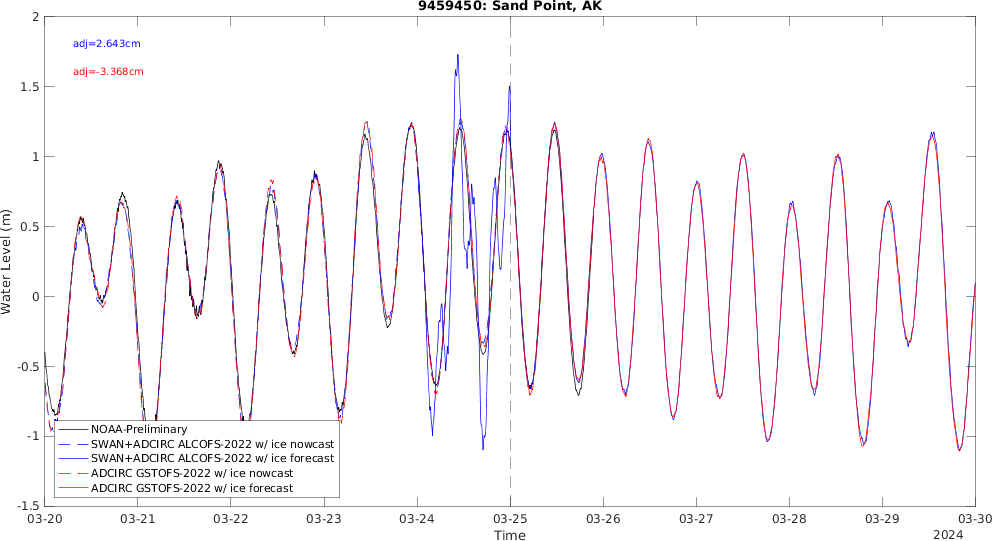 9459450: Sand Point, AK
2
adj=2.643cm
adj=-3.368cm
1.5
1
0.5
0
-0.5
-1
-1.5
Water Level (m)
NOAA-Preliminary
SWAN+ADCIRC ALCOFS-2022 w/ ice nowcast
SWAN+ADCIRC ALCOFS-2022 w/ ice forecast
ADCIRC GSTOFS-2022 w/ ice nowcast
ADCIRC GSTOFS-2022 w/ ice forecast
03-20 03-21 03-22 03-23 03-24 03-25 03-26 03-27 03-28 03-29 03-30
Time
2024